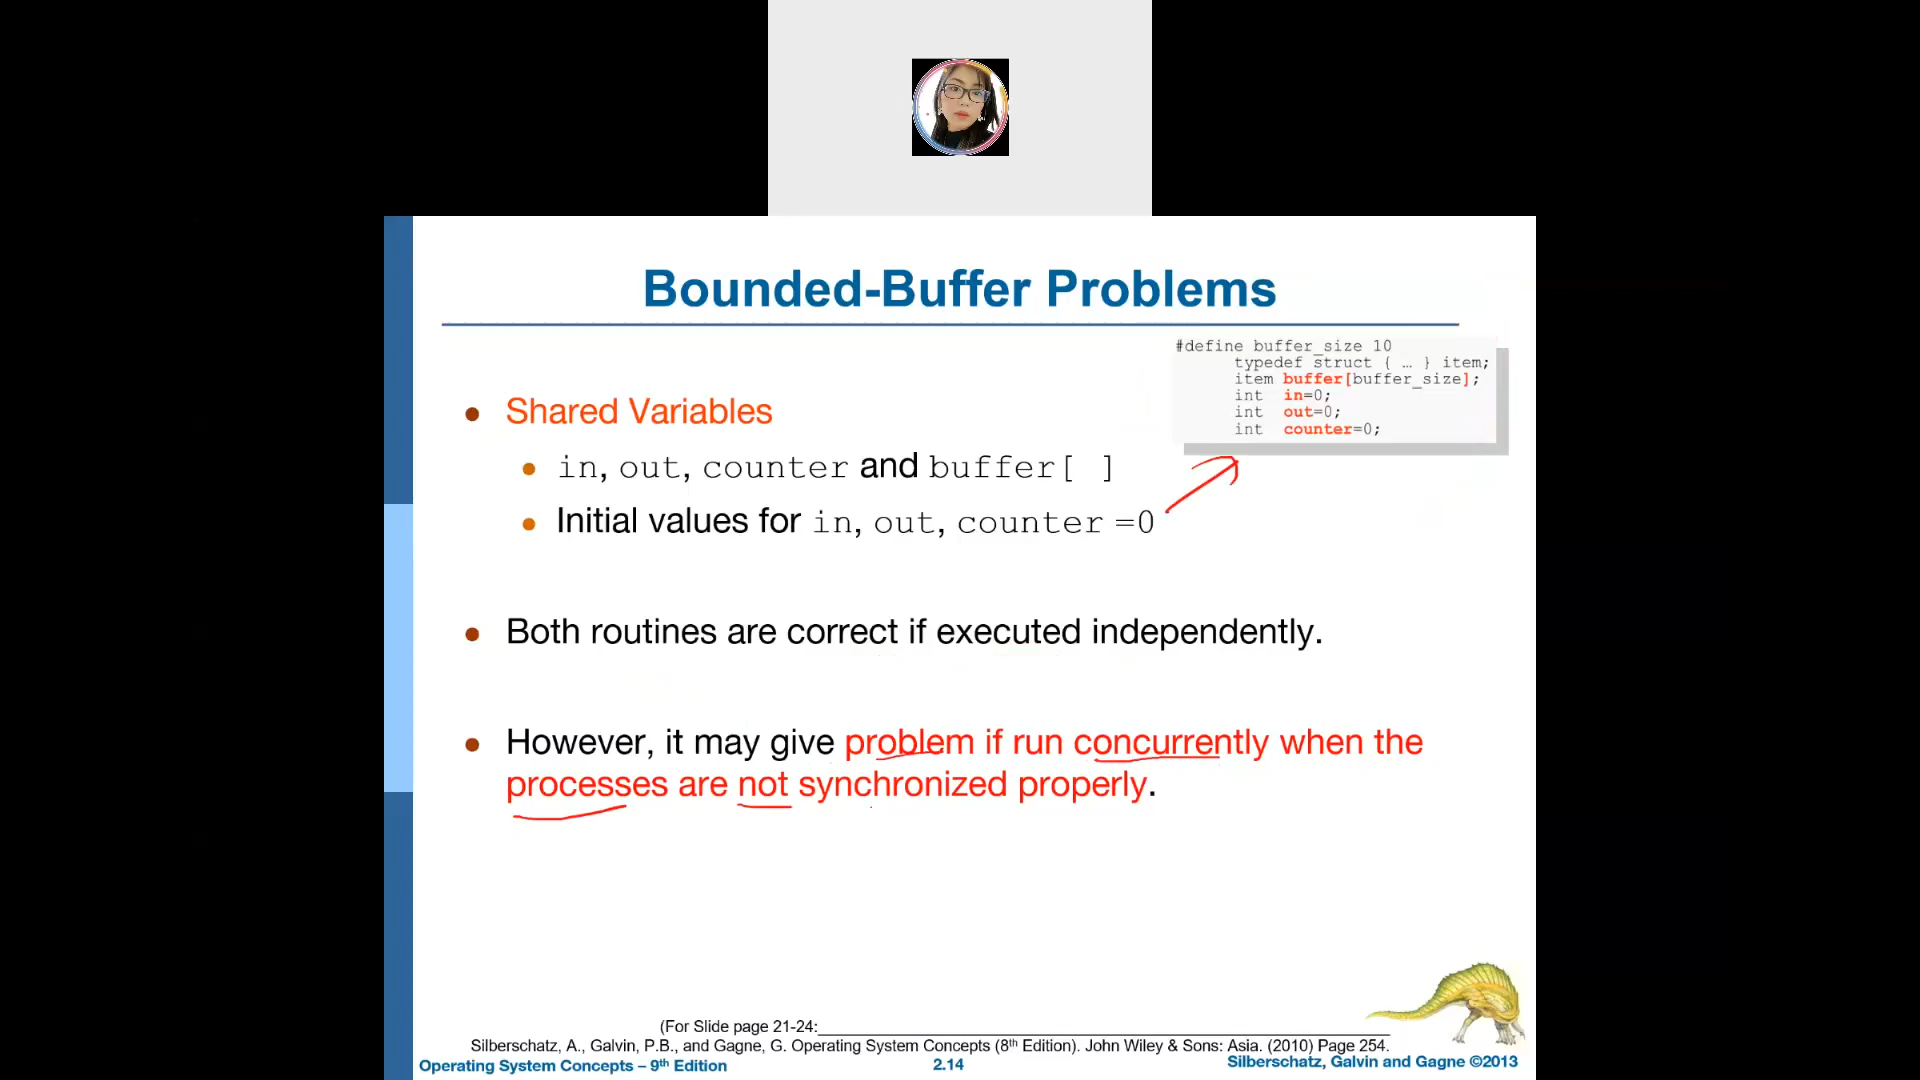 Bounded-Buffer Problems
#define buffer_size 10
typedef struct { … } item;
item buffer[buffer_size];
int in=0;
int out=0;
int counter=0;
Shared Variables
in, out, counter and buffer[ ]
Initial values for in, out, counter =0
Both routines are correct if executed independently.
However, it may give problem if run concurrently when the
processes are not synchronized properly.
(For Slide page 21-24:
Silberschatz, A., Galvin, P.B., and Gagne, G. Operating System Concepts (8th Edition). John Wiley & Sons: Asia. (2010) Page 254.
Operating System Concepts – 9th Edition
2.14
Silberschatz, Galvin and Gagne ©2013